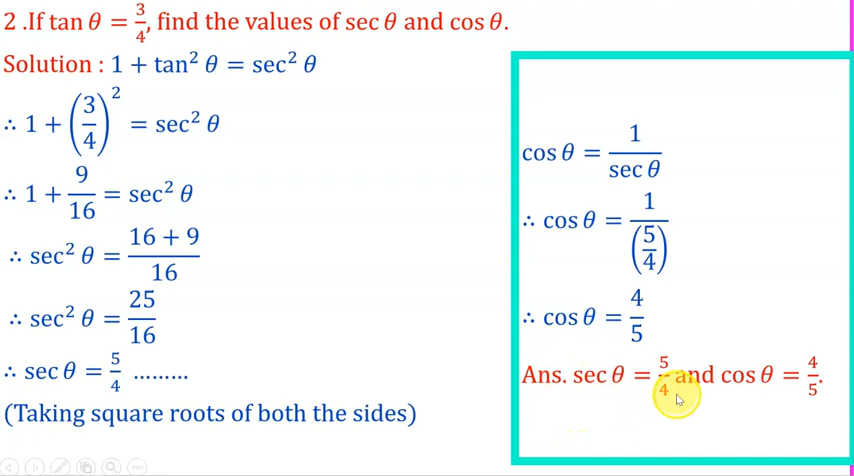 2 .If tan θ = 3/4, find the values of sec θ and cos θ.
Solution : 1 + tan² θ = sec² θ
∴ 1 + (3/4)² = sec² θ
∴ 1 + 9/16 = sec² θ
∴ sec² θ = (16 + 9)/16
∴ sec² θ = 25/16
∴ sec θ = 5/4 .........
(Taking square roots of both the sides)
cos θ = 1/sec θ
∴ cos θ = 1/(5/4)
∴ cos θ = 4/5
Ans. sec θ = 5/4 and cos θ = 4/5.